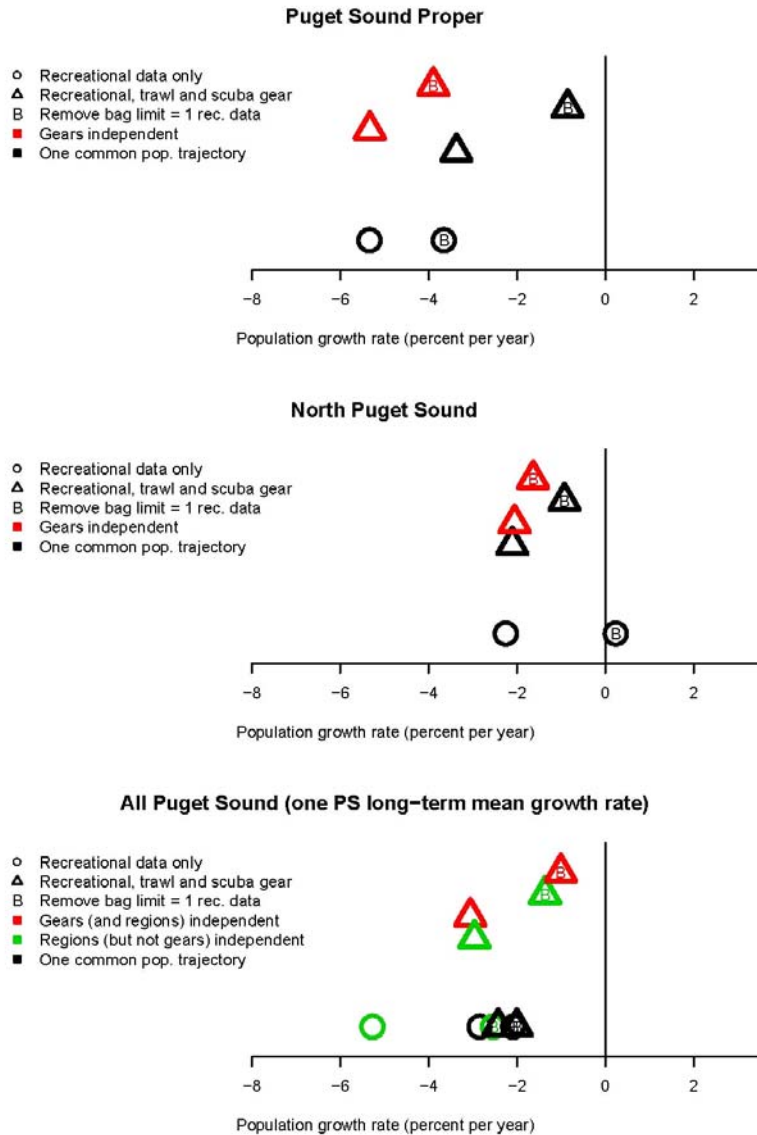 Puget Sound Proper
Recreational data only
Recreational, trawl and scuba gear
B Remove bag limit = 1 rec. data
Gears independent
One common pop. trajectory
B
B
B
−8 −6 −4 −2 0 2
Population growth rate (percent per year)
North Puget Sound
Recreational data only
Recreational, trawl and scuba gear
B Remove bag limit = 1 rec. data
Gears independent
One common pop. trajectory
B
B
B
−8 −6 −4 −2 0 2
Population growth rate (percent per year)
All Puget Sound (one PS long−term mean growth rate)
Recreational data only
Recreational, trawl and scuba gear
B Remove bag limit = 1 rec. data
Gears (and regions) independent
Regions (but not gears) independent
One common pop. trajectory
B
B
−8 −6 −4 −2 0 2
Population growth rate (percent per year)